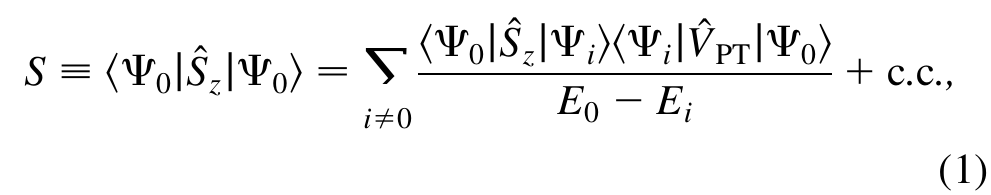 S ≡ ⟨Ψ₀|Ŝ_z|Ψ₀⟩ = ∑_{i≠0} ⟨Ψ₀|Ŝ_z|Ψ_i⟩⟨Ψ_i|V̂_PT|Ψ₀⟩ / E₀ − E_i + c.c.,
(1)